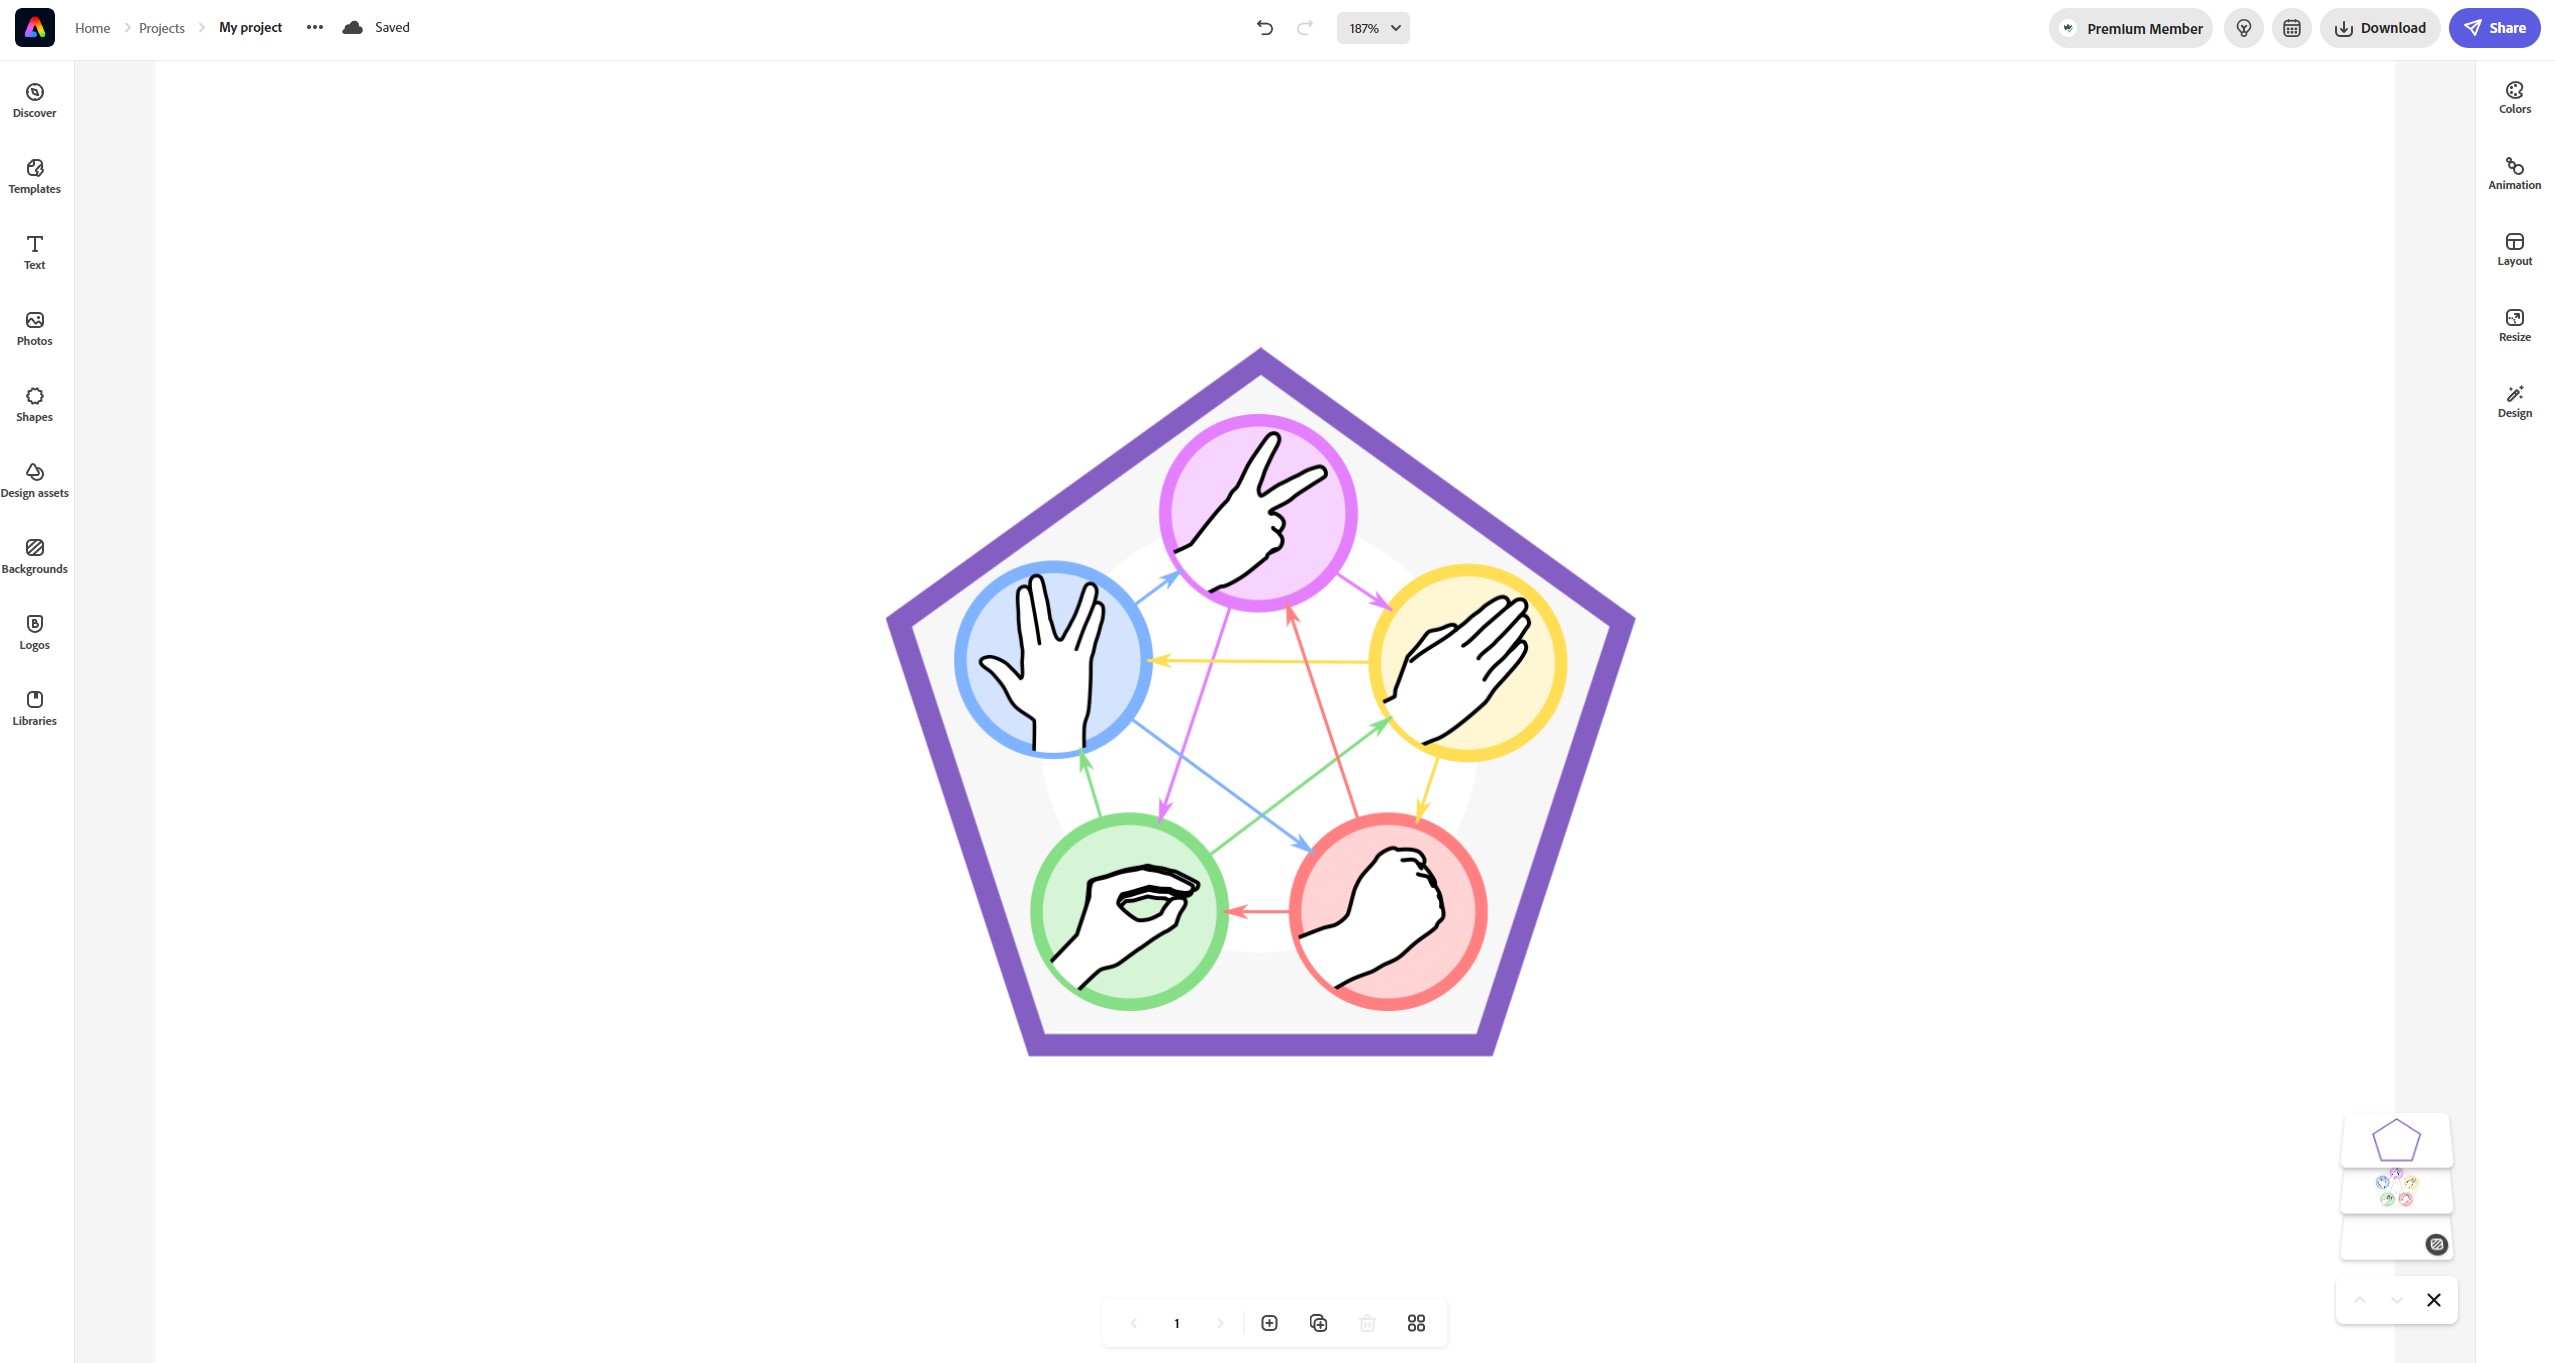 Home
Projects
My project
Saved
187%
Premium Member
Download
Share
Discover
Templates
Text
Photos
Shapes
Design assets
Backgrounds
Logos
Libraries
Colors
Animation
Layout
Resize
Design
1